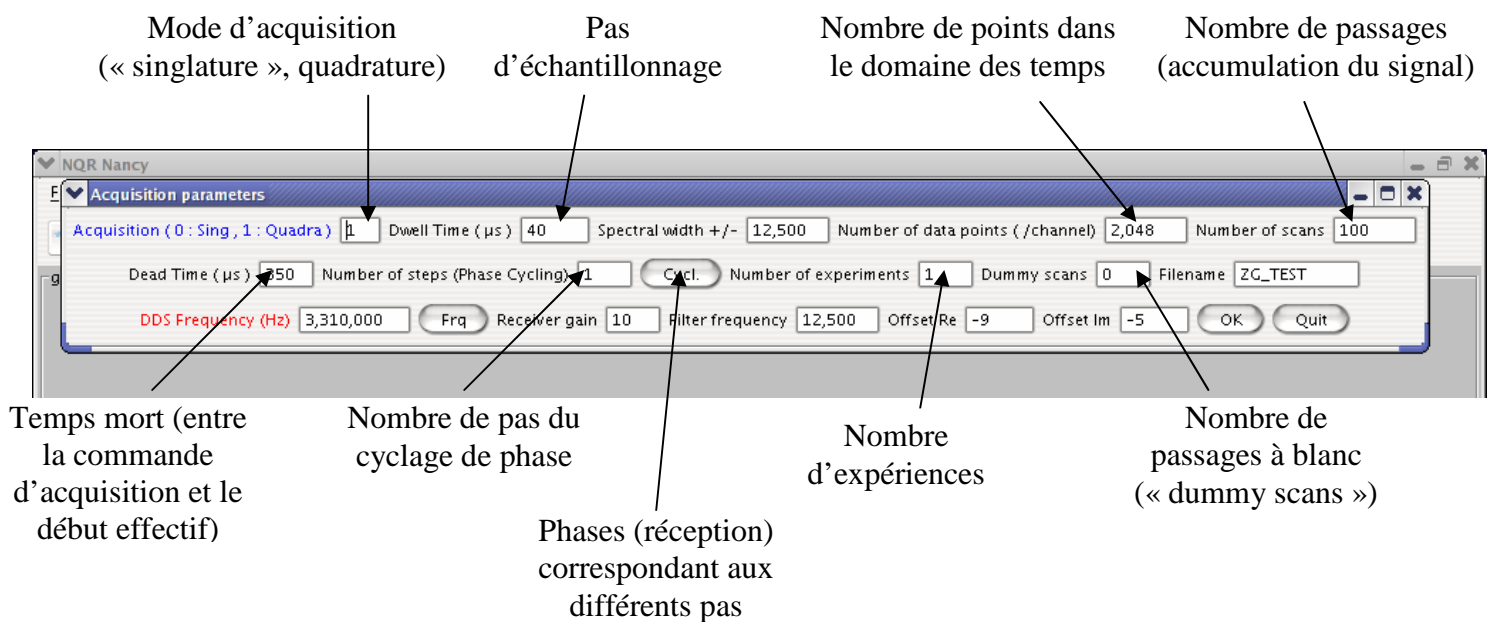 Mode d'acquisition
(« singlature », quadrature)
Pas
d'échantillonnage
Nombre de points dans
le domaine des temps
Nombre de passages
(accumulation du signal)
NQR Nancy
Acquisition parameters
Acquisition ( 0 : Sing , 1 : Quadra ) 1 Dwell Time ( µs ) 40 Spectral width +/- 12,500 Number of data points ( /channel) 2,048 Number of scans 100
Dead Time ( µs ) 350 Number of steps (Phase Cycling) 1 Cycl. Number of experiments 1 Dummy scans 0 Filename ZG_TEST
DDS Frequency (Hz) 3,310,000 Frq Receiver gain 10 Filter frequency 12,500 Offset Re -9 Offset Im -5 OK Quit
Temps mort (entre
la commande
d'acquisition et le
début effectif)
Nombre de pas du
cyclage de phase
Phases (réception)
correspondant aux
différents pas
Nombre
d'expériences
Nombre de
passages à blanc
(« dummy scans »)